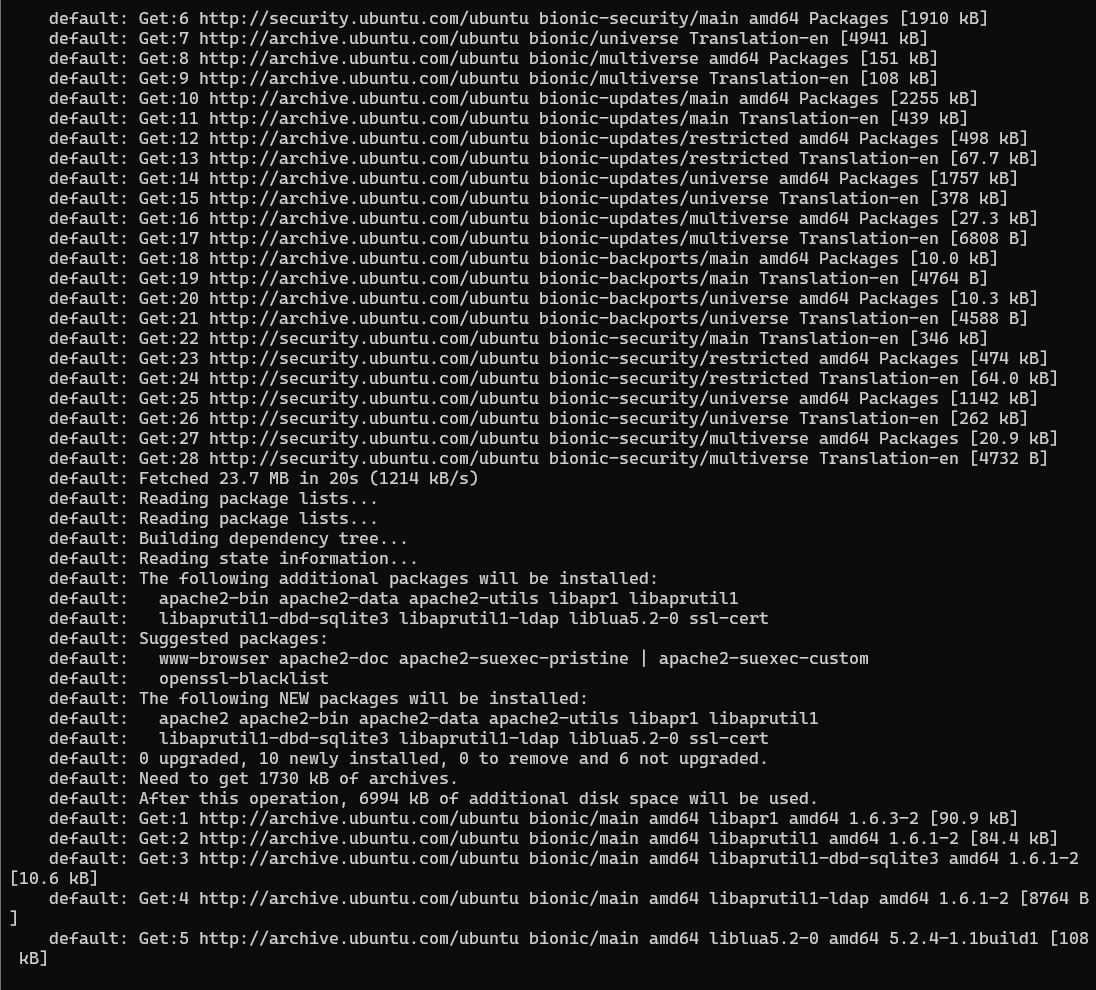 default: Get:6 http://security.ubuntu.com/ubuntu bionic-security/main amd64 Packages [1910 kB]
default: Get:7 http://archive.ubuntu.com/ubuntu bionic/universe Translation-en [4941 kB]
default: Get:8 http://archive.ubuntu.com/ubuntu bionic/multiverse amd64 Packages [151 kB]
default: Get:9 http://archive.ubuntu.com/ubuntu bionic/multiverse Translation-en [108 kB]
default: Get:10 http://archive.ubuntu.com/ubuntu bionic-updates/main amd64 Packages [2255 kB]
default: Get:11 http://archive.ubuntu.com/ubuntu bionic-updates/main Translation-en [439 kB]
default: Get:12 http://archive.ubuntu.com/ubuntu bionic-updates/restricted amd64 Packages [498 kB]
default: Get:13 http://archive.ubuntu.com/ubuntu bionic-updates/restricted Translation-en [67.7 kB]
default: Get:14 http://archive.ubuntu.com/ubuntu bionic-updates/universe amd64 Packages [1757 kB]
default: Get:15 http://archive.ubuntu.com/ubuntu bionic-updates/universe Translation-en [378 kB]
default: Get:16 http://archive.ubuntu.com/ubuntu bionic-updates/multiverse amd64 Packages [27.3 kB]
default: Get:17 http://archive.ubuntu.com/ubuntu bionic-updates/multiverse Translation-en [6808 B]
default: Get:18 http://archive.ubuntu.com/ubuntu bionic-backports/main amd64 Packages [10.0 kB]
default: Get:19 http://archive.ubuntu.com/ubuntu bionic-backports/main Translation-en [4764 B]
default: Get:20 http://archive.ubuntu.com/ubuntu bionic-backports/universe amd64 Packages [10.3 kB]
default: Get:21 http://archive.ubuntu.com/ubuntu bionic-backports/universe Translation-en [4588 B]
default: Get:22 http://security.ubuntu.com/ubuntu bionic-security/main Translation-en [346 kB]
default: Get:23 http://security.ubuntu.com/ubuntu bionic-security/restricted amd64 Packages [474 kB]
default: Get:24 http://security.ubuntu.com/ubuntu bionic-security/restricted Translation-en [64.0 kB]
default: Get:25 http://security.ubuntu.com/ubuntu bionic-security/universe amd64 Packages [1142 kB]
default: Get:26 http://security.ubuntu.com/ubuntu bionic-security/universe Translation-en [262 kB]
default: Get:27 http://security.ubuntu.com/ubuntu bionic-security/multiverse amd64 Packages [20.9 kB]
default: Get:28 http://security.ubuntu.com/ubuntu bionic-security/multiverse Translation-en [4732 B]
default: Fetched 23.7 MB in 20s (1214 kB/s)
default: Reading package lists...
default: Reading package lists...
default: Building dependency tree...
default: Reading state information...
default: The following additional packages will be installed:
default:   apache2-bin apache2-data apache2-utils libapr1 libaprutil1
default:   libaprutil1-dbd-sqlite3 libaprutil1-ldap liblua5.2-0 ssl-cert
default: Suggested packages:
default:   www-browser apache2-doc apache2-suexec-pristine | apache2-suexec-custom
default:   openssl-blacklist
default: The following NEW packages will be installed:
default:   apache2 apache2-bin apache2-data apache2-utils libapr1 libaprutil1
default:   libaprutil1-dbd-sqlite3 libaprutil1-ldap liblua5.2-0 ssl-cert
default: 0 upgraded, 10 newly installed, 0 to remove and 6 not upgraded.
default: Need to get 1730 kB of archives.
default: After this operation, 6994 kB of additional disk space will be used.
default: Get:1 http://archive.ubuntu.com/ubuntu bionic/main amd64 libapr1 amd64 1.6.3-2 [90.9 kB]
default: Get:2 http://archive.ubuntu.com/ubuntu bionic/main amd64 libaprutil1 amd64 1.6.1-2 [84.4 kB]
default: Get:3 http://archive.ubuntu.com/ubuntu bionic/main amd64 libaprutil1-dbd-sqlite3 amd64 1.6.1-2
[10.6 kB]
default: Get:4 http://archive.ubuntu.com/ubuntu bionic/main amd64 libaprutil1-ldap amd64 1.6.1-2 [8764 B
]
default: Get:5 http://archive.ubuntu.com/ubuntu bionic/main amd64 liblua5.2-0 amd64 5.2.4-1.1build1 [108
kB]